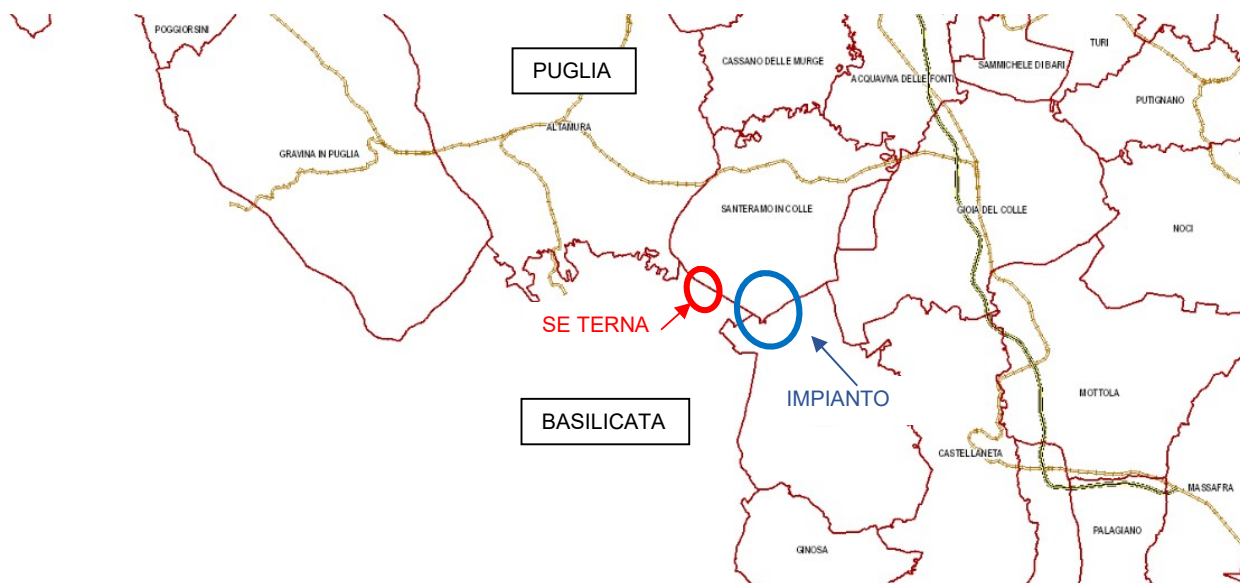 POGGIORSINI
PUGLIA
CASSANO DELLE MURGE
TURI
SAMMICHELE DI BARI
ACQUAVIVA DELLE FONTI
PUTIGNANO
ALTAMURA
GRAVINA IN PUGLIA
SANTERAMO IN COLLE
GIOIA DEL COLLE
NOCI
SE TERNA
IMPIANTO
MOTTOLA
BASILICATA
CASTELLANETA
MASSAFRA
PALAGIANO
GINOSA